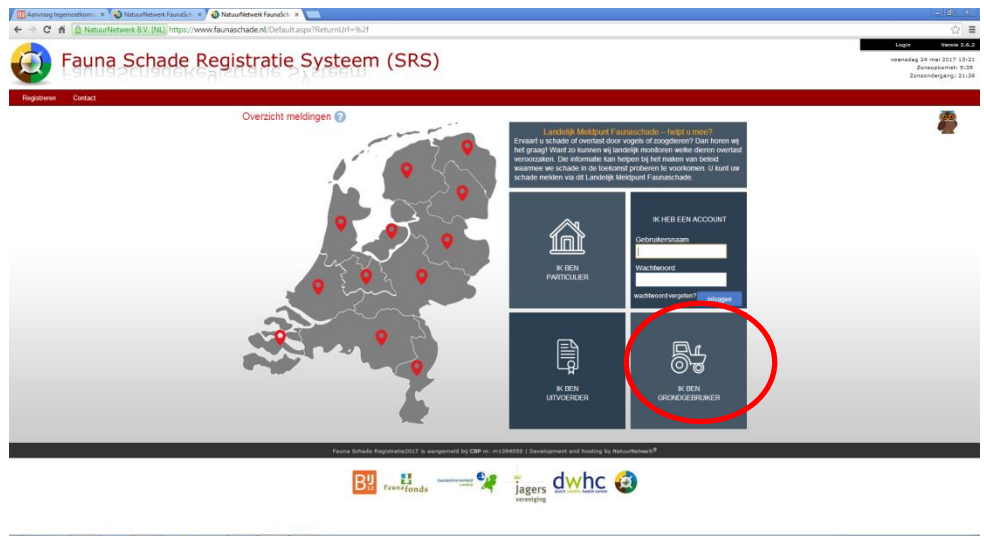 Aanvraag tegemoetkomin
NatuurNetwerk FaunaSch
NatuurNetwerk FaunaSch
NatuurNetwerk B.V. [NL] https://www.faunaschade.nl/Default.aspx?ReturnUrl=%2f
Login Versie 2.6.2
Fauna Schade Registratie Systeem (SRS)
woensdag 24 mei 2017 13:21
Zonsopkomst: 5:35
Zonsondergang: 21:38
Registreren Contact
Overzicht meldingen ?
Landelijk Meldpunt Faunaschade – helpt u mee?
Ervaart u schade of overlast door vogels of zoogdieren? Dan horen wij
het graag! Want zo kunnen wij landelijk monitoren welke dieren overlast
veroorzaken. Die informatie kan helpen bij het maken van beleid
waarmee we schade in de toekomst proberen te voorkomen. U kunt uw
schade melden via dit Landelijk Meldpunt Faunaschade.
IK BEN
PARTICULIER
IK HEB EEN ACCOUNT
Gebruikersnaam
Wachtwoord
wachtwoord vergeten? inloggen
IK BEN
UITVOERDER
IK BEN
GRONDGEBRUIKER
Fauna Schade Registratie2017 is aangemeld bij CBP nr. m1384050 | Development and hosting by NatuurNetwerk®
BIJ 12
Faunafonds
jagers
vereniging
dwhc
dutch wildlife health centre